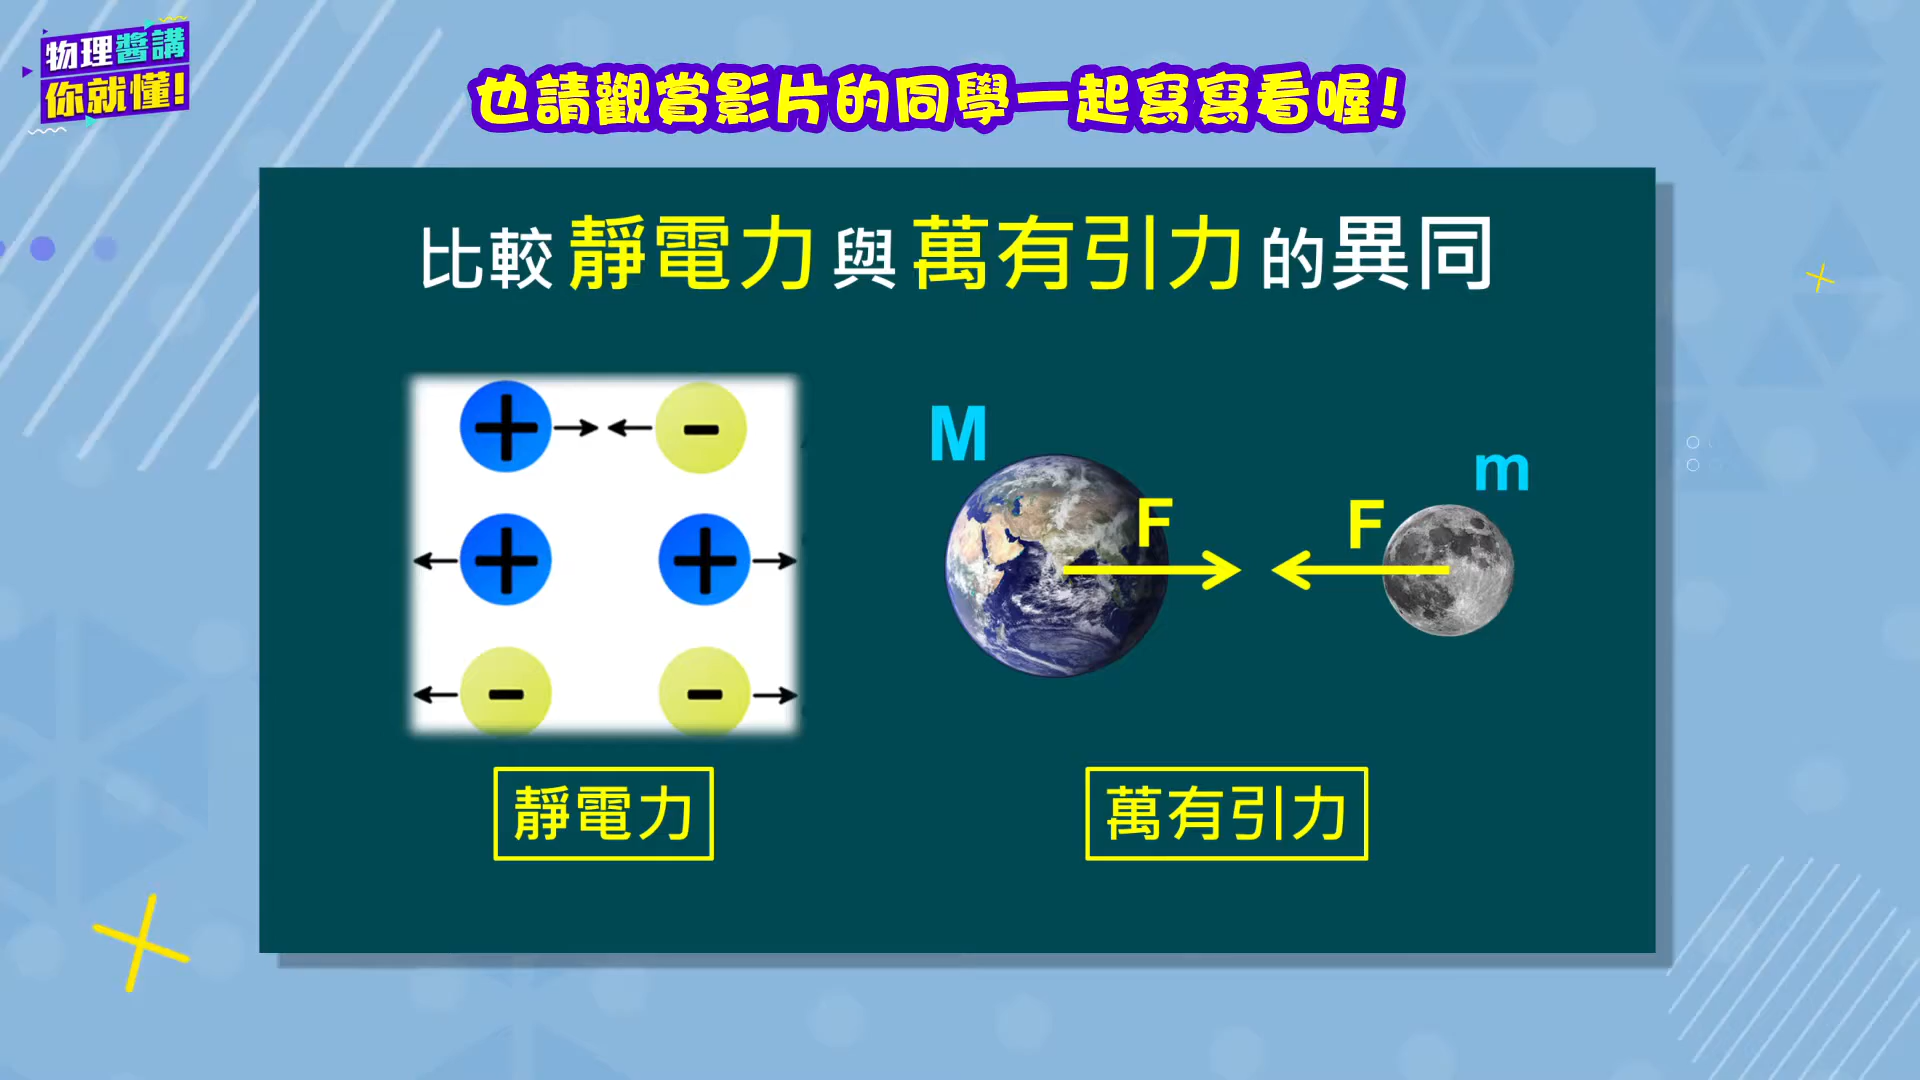 物理醬講
你就懂!
也請觀賞影片的同學一起寫寫看喔!
比較靜電力與萬有引力的異同
+ -
+ +
- -
M
m
F F
靜電力
萬有引力